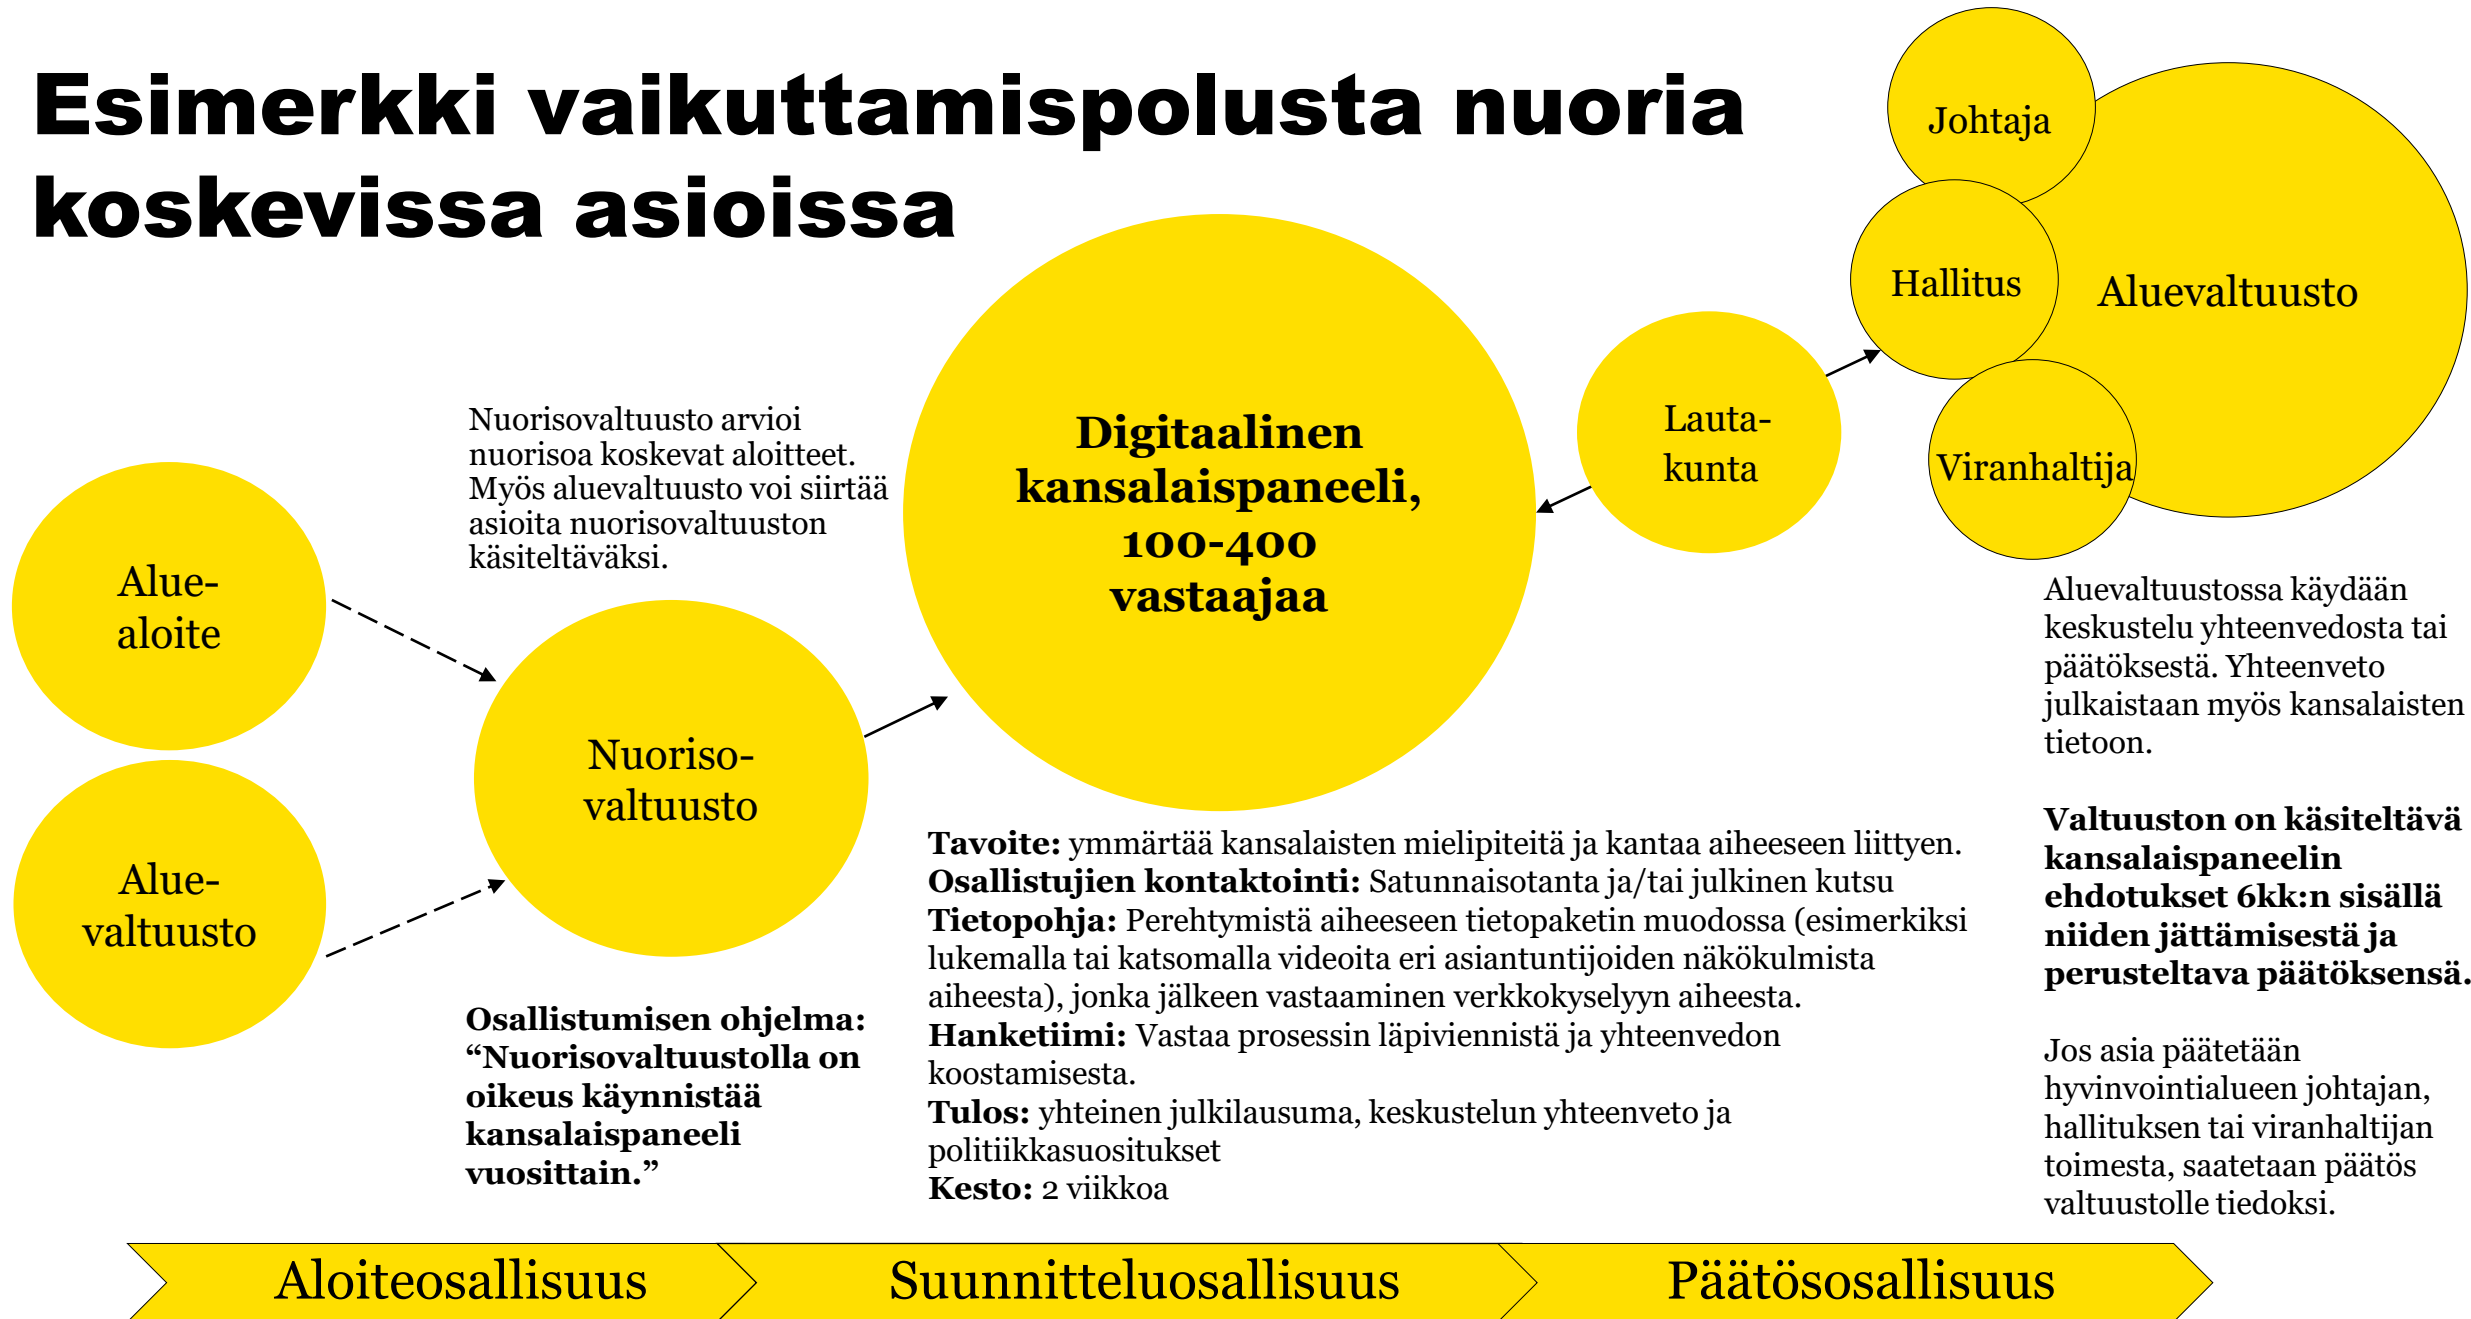 Esimerkki vaikuttamispolusta nuoria
koskevissa asioissa
Alue-
aloite
Alue-
valtuusto
Nuorisovaltuusto arvioi
nuorisoa koskevat aloitteet.
Myös aluevaltuusto voi siirtää
asioita nuorisovaltuuston
käsiteltäväksi.
Nuoriso-
valtuusto
Osallistumisen ohjelma:
“Nuorisovaltuustolla on
oikeus käynnistää
kansalaispaneeli
vuosittain.”
Digitaalinen
kansalaispaneeli,
100-400
vastaajaa
Tavoite: ymmärtää kansalaisten mielipiteitä ja kantaa aiheeseen liittyen.
Osallistujien kontaktointi: Satunnaisotanta ja/tai julkinen kutsu
Tietopohja: Perehtymistä aiheeseen tietopaketin muodossa (esimerkiksi
lukemalla tai katsomalla videoita eri asiantuntijoiden näkökulmista
aiheesta), jonka jälkeen vastaaminen verkkokyselyyn aiheesta.
Hanketiimi: Vastaa prosessin läpiviennistä ja yhteenvedon
koostamisesta.
Tulos: yhteinen julkilausuma, keskustelun yhteenveto ja
politiikkasuositukset
Kesto: 2 viikkoa
Lauta-
kunta
Johtaja
Hallitus
Viranhaltija
Aluevaltuusto
Aluevaltuustossa käydään
keskustelu yhteenvedosta tai
päätöksestä. Yhteenveto
julkaistaan myös kansalaisten
tietoon.
Valtuuston on käsiteltävä
kansalaispaneelin
ehdotukset 6kk:n sisällä
niiden jättämisestä ja
perusteltava päätöksensä.
Jos asia päätetään
hyvinvointialueen johtajan,
hallituksen tai viranhaltijan
toimesta, saatetaan päätös
valtuustolle tiedoksi.
Aloiteosallisuus
Suunnitteluosallisuus
Päätösosallisuus